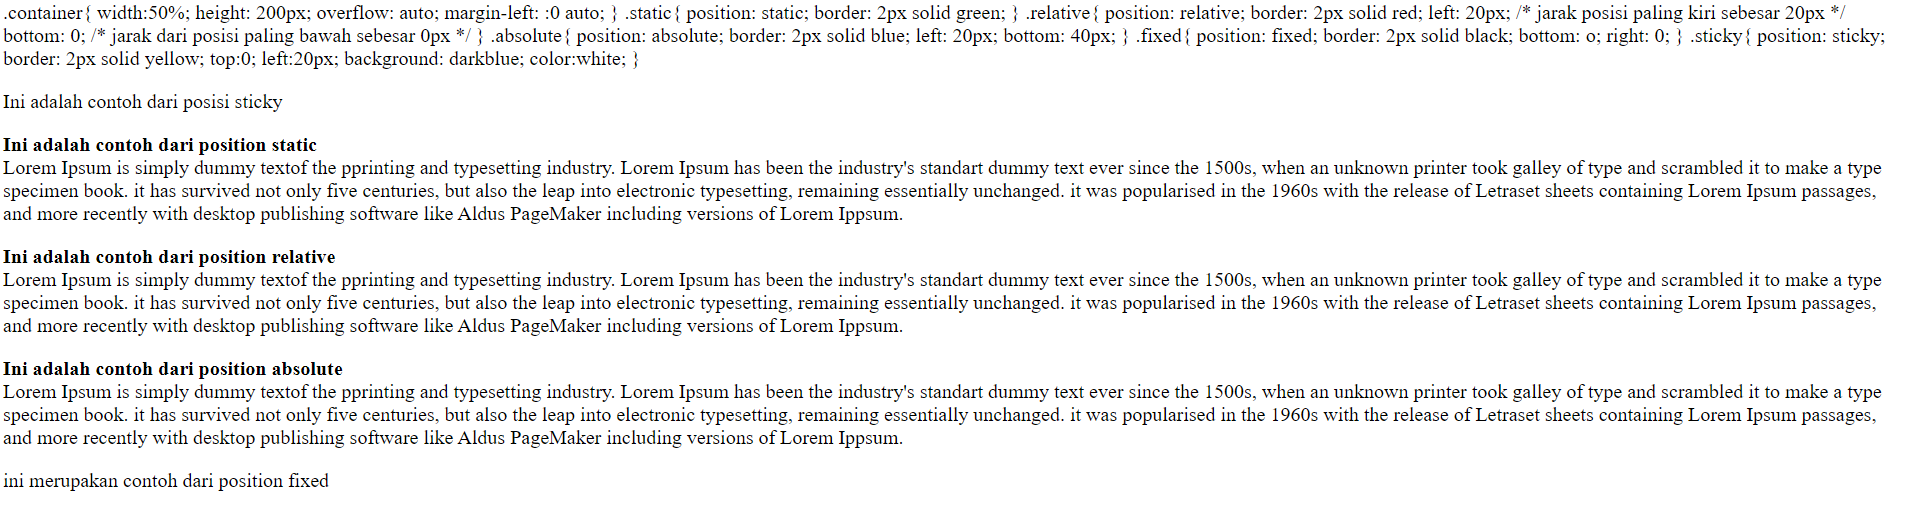 .container{ width:50%; height: 200px; overflow: auto; margin-left: :0 auto; } .static{ position: static; border: 2px solid green; } .relative{ position: relative; border: 2px solid red; left: 20px; /* jarak posisi paling kiri sebesar 20px */
bottom: 0; /* jarak dari posisi paling bawah sebesar 0px */ } .absolute{ position: absolute; border: 2px solid blue; left: 20px; bottom: 40px; } .fixed{ position: fixed; border: 2px solid black; bottom: o; right: 0; } .sticky{ position: sticky;
border: 2px solid yellow; top:0; left:20px; background: darkblue; color:white; }
Ini adalah contoh dari posisi sticky
Ini adalah contoh dari position static
Lorem Ipsum is simply dummy textof the pprinting and typesetting industry. Lorem Ipsum has been the industry's standart dummy text ever since the 1500s, when an unknown printer took galley of type and scrambled it to make a type
specimen book. it has survived not only five centuries, but also the leap into electronic typesetting, remaining essentially unchanged. it was popularised in the 1960s with the release of Letraset sheets containing Lorem Ipsum passages,
and more recently with desktop publishing software like Aldus PageMaker including versions of Lorem Ippsum.
Ini adalah contoh dari position relative
Lorem Ipsum is simply dummy textof the pprinting and typesetting industry. Lorem Ipsum has been the industry's standart dummy text ever since the 1500s, when an unknown printer took galley of type and scrambled it to make a type
specimen book. it has survived not only five centuries, but also the leap into electronic typesetting, remaining essentially unchanged. it was popularised in the 1960s with the release of Letraset sheets containing Lorem Ipsum passages,
and more recently with desktop publishing software like Aldus PageMaker including versions of Lorem Ippsum.
Ini adalah contoh dari position absolute
Lorem Ipsum is simply dummy textof the pprinting and typesetting industry. Lorem Ipsum has been the industry's standart dummy text ever since the 1500s, when an unknown printer took galley of type and scrambled it to make a type
specimen book. it has survived not only five centuries, but also the leap into electronic typesetting, remaining essentially unchanged. it was popularised in the 1960s with the release of Letraset sheets containing Lorem Ipsum passages,
and more recently with desktop publishing software like Aldus PageMaker including versions of Lorem Ippsum.
ini merupakan contoh dari position fixed